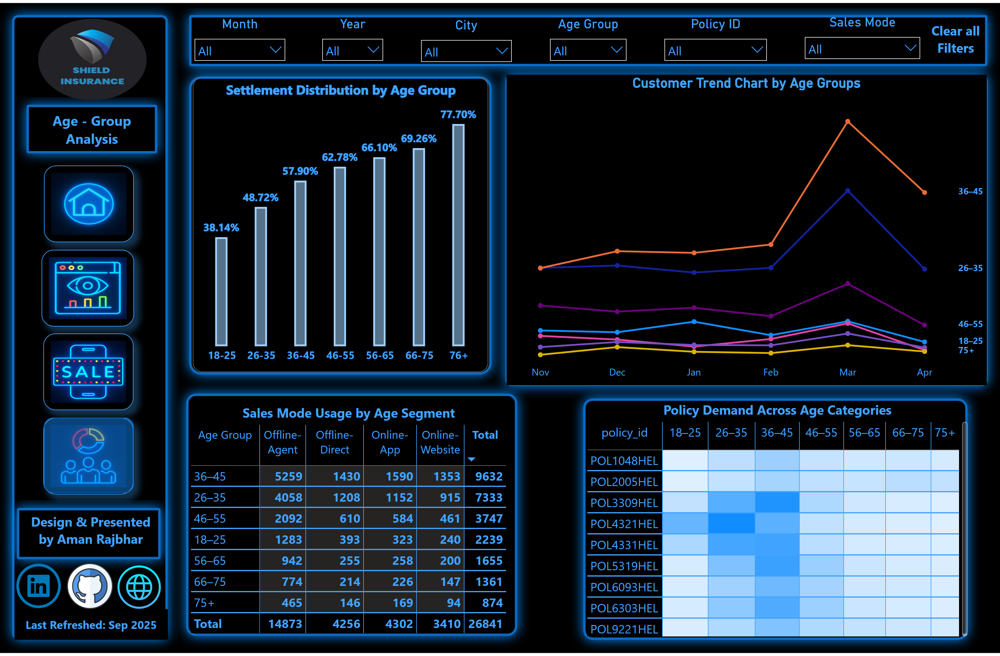 SHIELD
INSURANCE
Age - Group
Analysis
SALE
Design & Presented
by Aman Rajbhar
in
Last Refreshed: Sep 2025
Month Year City Age Group Policy ID Sales Mode
All All All All All All
Clear all
Filters
Settlement Distribution by Age Group
38.14% 48.72% 57.90% 62.78% 66.10% 69.26% 77.70%
18-25 26-35 36-45 46-55 56-65 66-75 76+
Customer Trend Chart by Age Groups
36–45
26–35
46–55
18–25
75+
Nov Dec Jan Feb Mar Apr
Sales Mode Usage by Age Segment
Age Group Offline- Offline- Online- Online- Total
Agent Direct App Website
36–45 5259 1430 1590 1353 9632
26–35 4058 1208 1152 915 7333
46–55 2092 610 584 461 3747
18–25 1283 393 323 240 2239
56–65 942 255 258 200 1655
66–75 774 214 226 147 1361
75+ 465 146 169 94 874
Total 14873 4256 4302 3410 26841
Policy Demand Across Age Categories
policy_id 18–25 26–35 36–45 46–55 56–65 66–75 75+
POL1048HEL
POL2005HEL
POL3309HEL
POL4321HEL
POL4331HEL
POL5319HEL
POL6093HEL
POL6303HEL
POL9221HEL